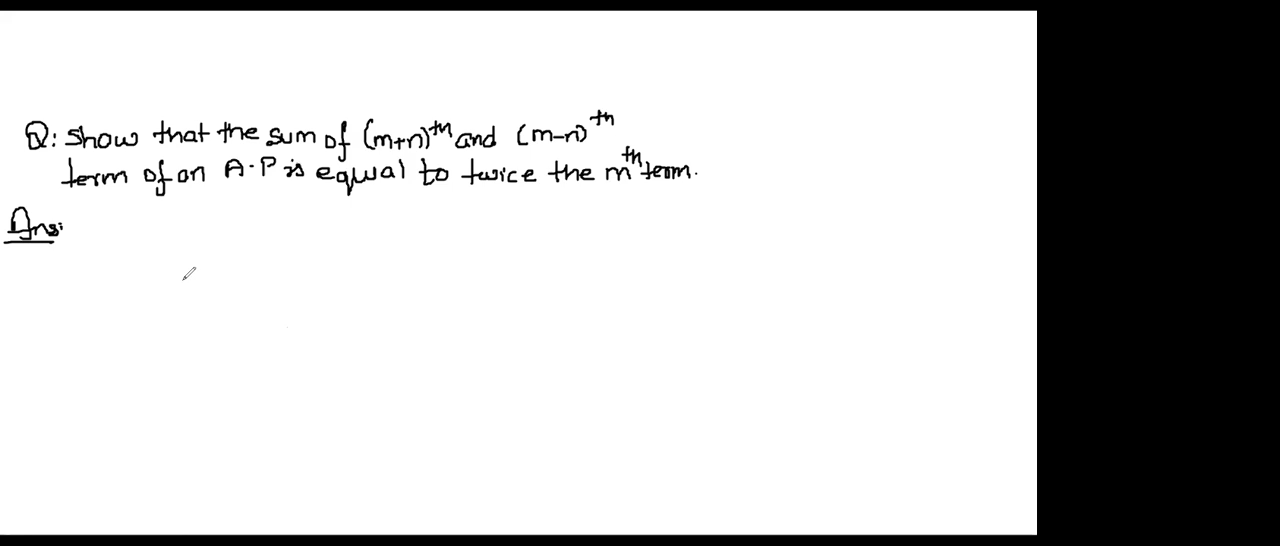 Q: Show that the sum of (m+n)th and (m-n)th
term of an A.P is equal to twice the mth term.
Ans: